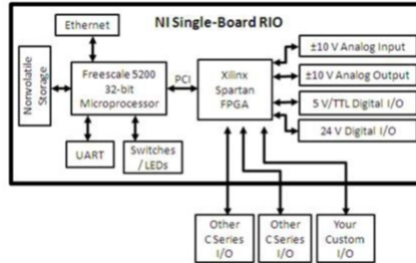 NI Single-Board RIO
Ethernet
Nonvolatile
Storage
Freescale 5200
32-bit
Microprocessor
PCI
Xilinx
Spartan
FPGA
±10 V Analog Input
±10 V Analog Output
5 V/TTL Digital I/O
24 V Digital I/O
UART
Switches
/ LEDs
Other
C Series
I/O
Other
C Series
I/O
Your
Custom
I/O